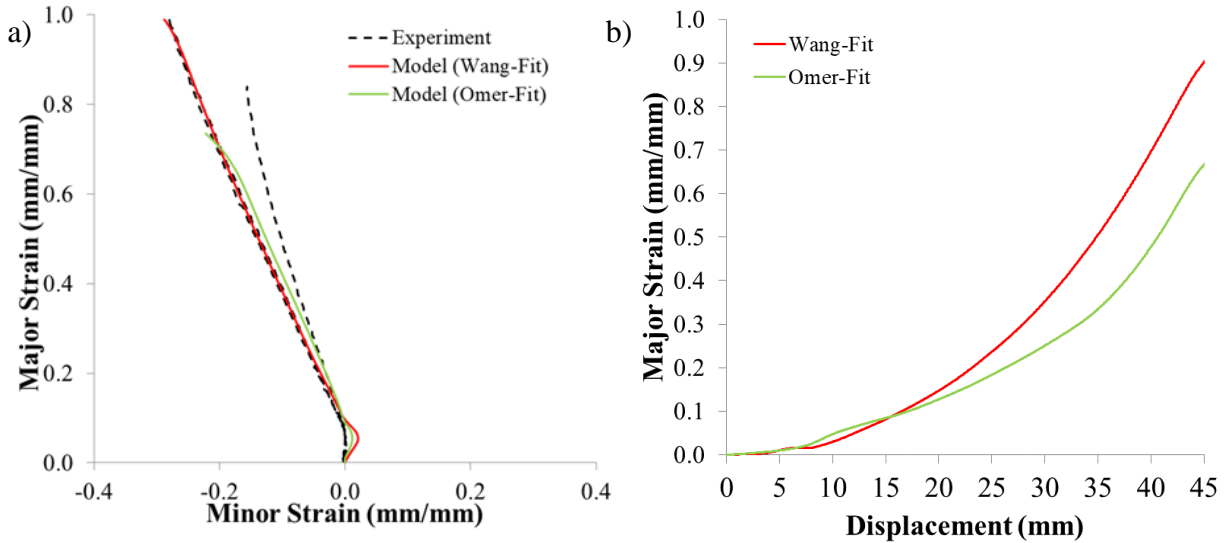 a)
Experiment
Model (Wang-Fit)
Model (Omer-Fit)
Major Strain (mm/mm)
1.0
0.8
0.6
0.4
0.2
0.0
-0.4
-0.2
0.0
0.2
0.4
Minor Strain (mm/mm)
b)
Wang-Fit
Omer-Fit
Major Strain (mm/mm)
1.0
0.9
0.8
0.7
0.6
0.5
0.4
0.3
0.2
0.1
0.0
0
5
10
15
20
25
30
35
40
45
Displacement (mm)